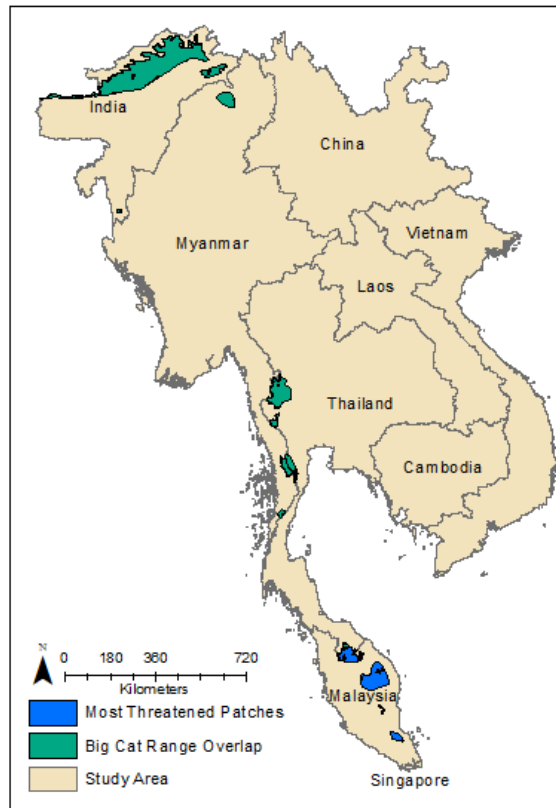 India
China
Myanmar
Vietnam
Laos
Thailand
Cambodia
N
0 180 360 720
Kilometers
Malaysia
Most Threatened Patches
Big Cat Range Overlap
Study Area
Singapore